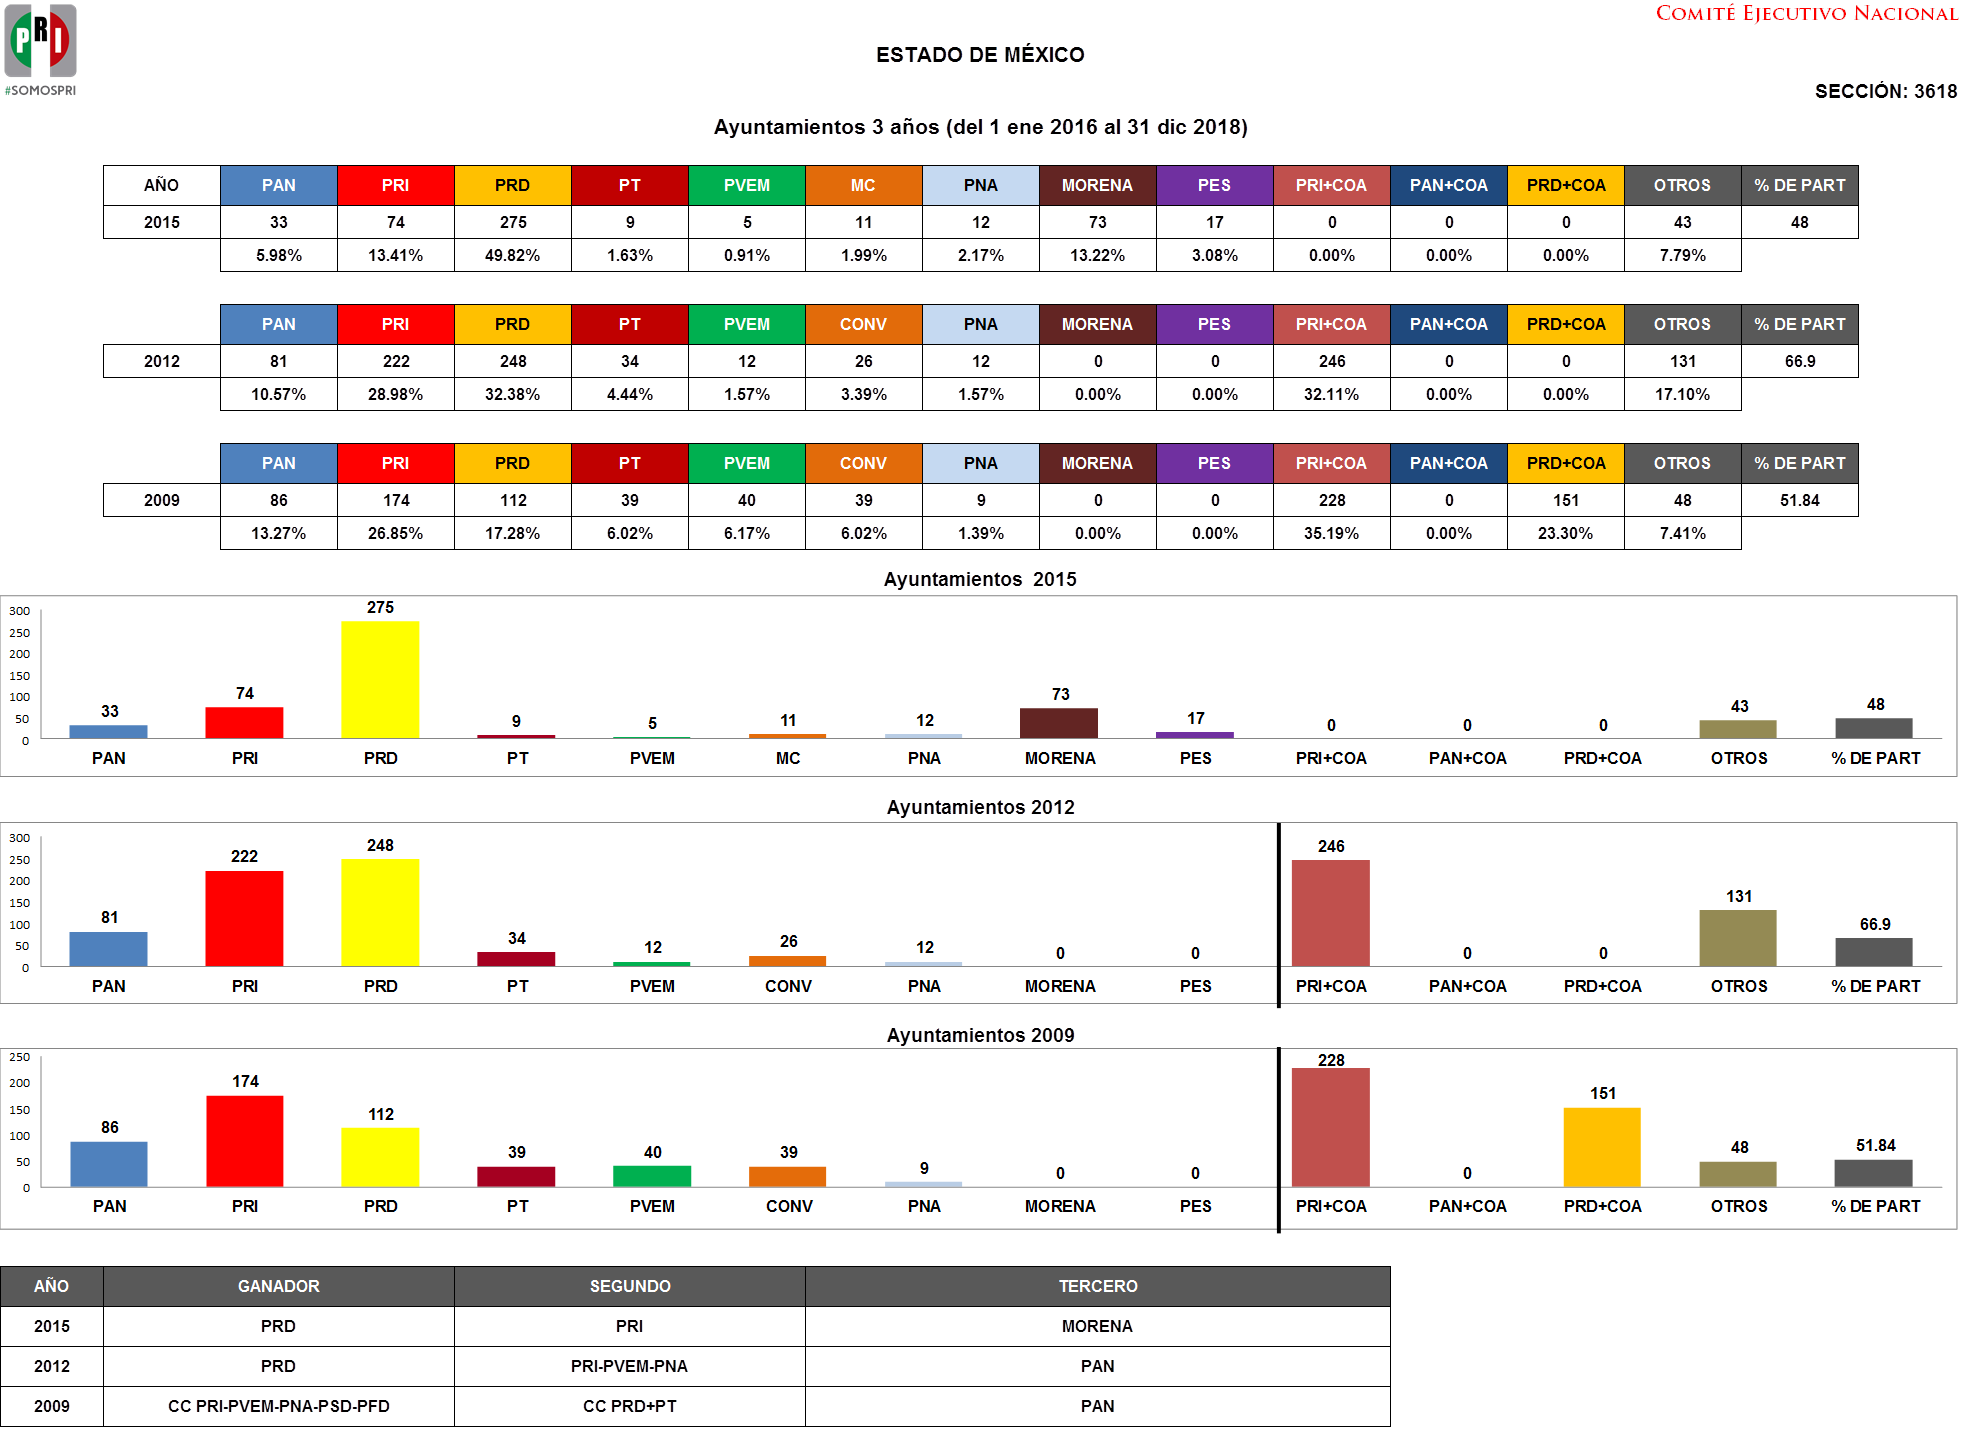 PRI
#SOMOSPRI
COMITÉ EJECUTIVO NACIONAL
ESTADO DE MÉXICO
SECCIÓN: 3618
Ayuntamientos 3 años (del 1 ene 2016 al 31 dic 2018)
AÑO PAN PRI PRD PT PVEM MC PNA MORENA PES PRI+COA PAN+COA PRD+COA OTROS % DE PART
2015 33 74 275 9 5 11 12 73 17 0 0 0 43 48
5.98% 13.41% 49.82% 1.63% 0.91% 1.99% 2.17% 13.22% 3.08% 0.00% 0.00% 0.00% 7.79%
PAN PRI PRD PT PVEM CONV PNA MORENA PES PRI+COA PAN+COA PRD+COA OTROS % DE PART
2012 81 222 248 34 12 26 12 0 0 246 0 0 131 66.9
10.57% 28.98% 32.38% 4.44% 1.57% 3.39% 1.57% 0.00% 0.00% 32.11% 0.00% 0.00% 17.10%
PAN PRI PRD PT PVEM CONV PNA MORENA PES PRI+COA PAN+COA PRD+COA OTROS % DE PART
2009 86 174 112 39 40 39 9 0 0 228 0 151 48 51.84
13.27% 26.85% 17.28% 6.02% 6.17% 6.02% 1.39% 0.00% 0.00% 35.19% 0.00% 23.30% 7.41%
Ayuntamientos 2015
300
250
200
150
100
50
0
33 74 275 9 5 11 12 73 17 0 0 0 43 48
PAN PRI PRD PT PVEM MC PNA MORENA PES PRI+COA PAN+COA PRD+COA OTROS % DE PART
Ayuntamientos 2012
300
250
200
150
100
50
0
81 222 248 34 12 26 12 0 0 246 0 0 131 66.9
PAN PRI PRD PT PVEM CONV PNA MORENA PES PRI+COA PAN+COA PRD+COA OTROS % DE PART
Ayuntamientos 2009
250
200
150
100
50
0
86 174 112 39 40 39 9 0 0 228 0 151 48 51.84
PAN PRI PRD PT PVEM CONV PNA MORENA PES PRI+COA PAN+COA PRD+COA OTROS % DE PART
AÑO GANADOR SEGUNDO TERCERO
2015 PRD PRI MORENA
2012 PRD PRI-PVEM-PNA PAN
2009 CC PRI-PVEM-PNA-PSD-PFD CC PRD+PT PAN